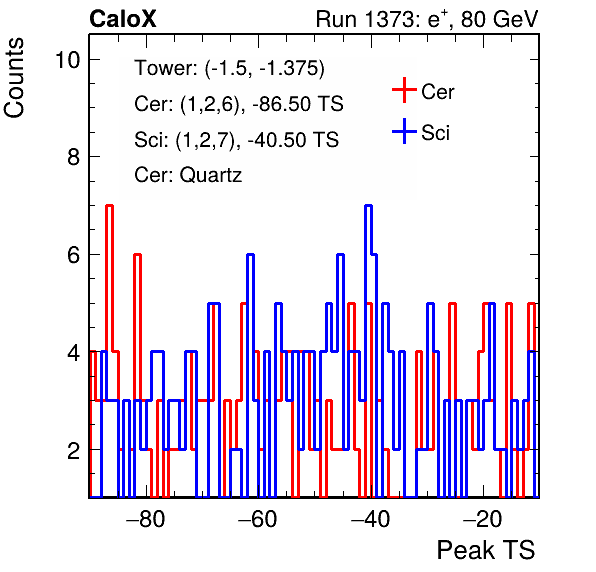 CaloX Run 1373: e⁺, 80 GeV
Counts
Tower: (-1.5, -1.375)
Cer: (1,2,6), -86.50 TS
Sci: (1,2,7), -40.50 TS
Cer: Quartz
Cer
Sci
10
8
6
4
2
−80 −60 −40 −20
Peak TS